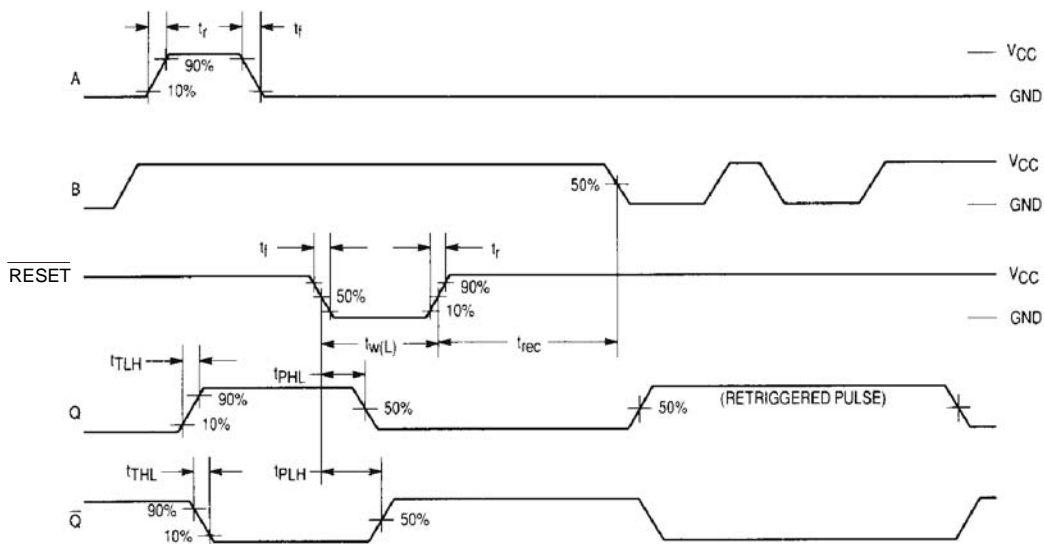 tr tf
VCC
A 90%
10%
GND
VCC
B 50%
GND
tf tr
RESET VCC
50% 90%
10%
GND
tw(L) trec
tTLH tPHL
Q 90% 50% 50% (RETRIGGERED PULSE)
10%
tTHL tPLH
Q 90% 50%
10%